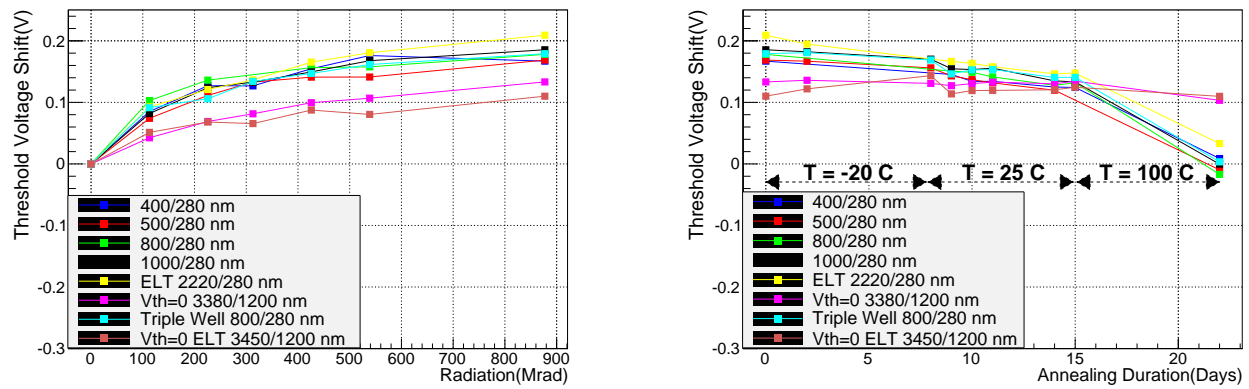 Threshold Voltage Shift(V)
0.2
0.1
0
-0.1
-0.2
-0.3
400/280 nm
500/280 nm
800/280 nm
1000/280 nm
ELT 2220/280 nm
Vth=0 3380/1200 nm
Triple Well 800/280 nm
Vth=0 ELT 3450/1200 nm
0 100 200 300 400 500 600 700 800 900
Radiation(Mrad)
Threshold Voltage Shift(V)
0.2
0.1
0
-0.1
-0.2
-0.3
T = -20 C T = 25 C T = 100 C
400/280 nm
500/280 nm
800/280 nm
1000/280 nm
ELT 2220/280 nm
Vth=0 3380/1200 nm
Triple Well 800/280 nm
Vth=0 ELT 3450/1200 nm
0 5 10 15 20
Annealing Duration(Days)